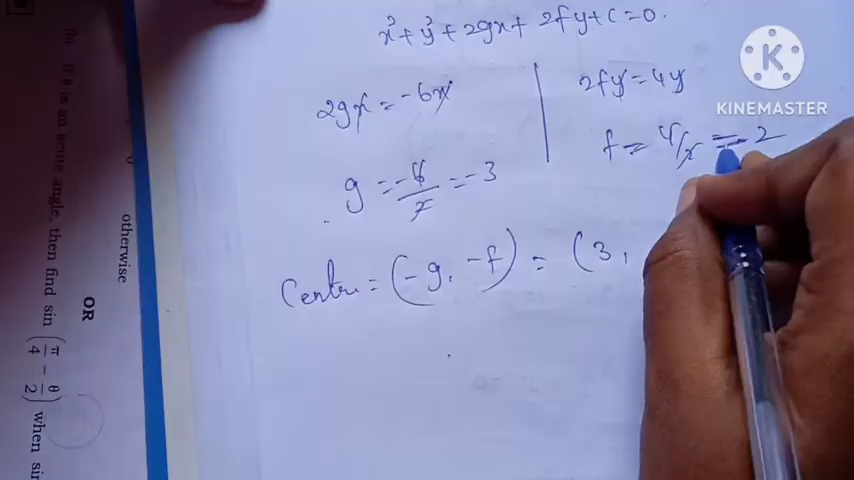 x² + y² + 2gx + 2fy + c = 0.
2gx = -6x
2fy = 4y
f = 4/2 = 2
g = -6/2 = -3
Centre = (-g, -f) = (3,
KINEMASTER
(b) If θ is an acute angle, then find sin (π/4 - θ/2) when sin
OR
otherwise